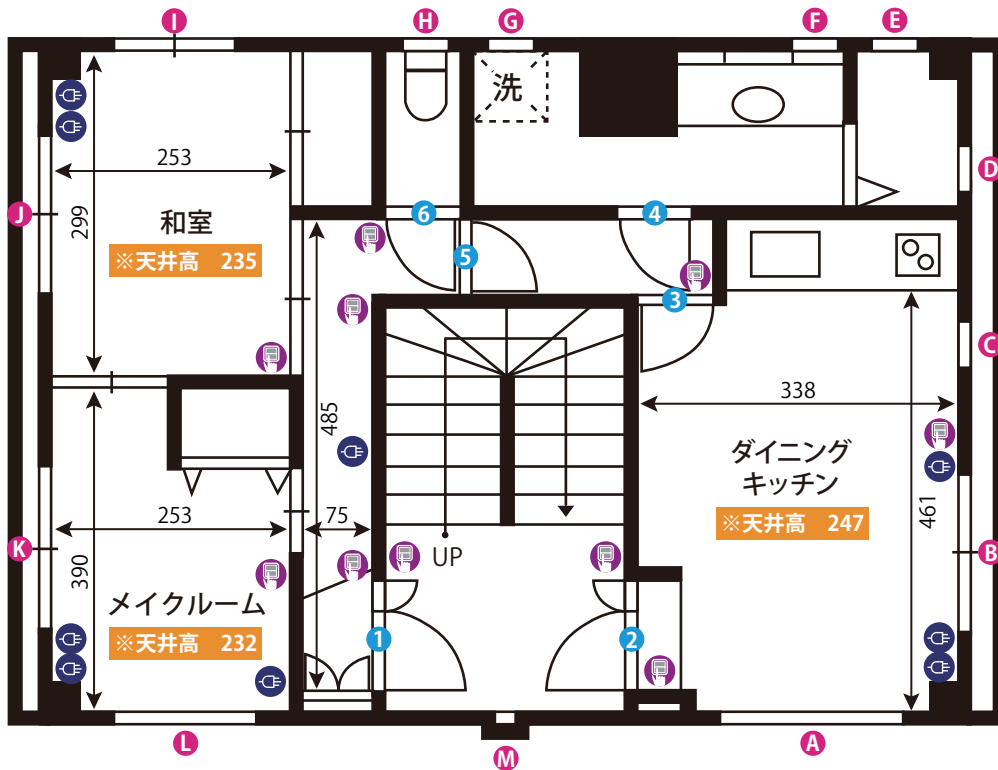 I
H
G
F
E
洗
253
299
J
和室
※天井高 235
6
4
5
3
D
C
338
ダイニング
キッチン
※天井高 247
461
B
485
253
75
K
390
UP
メイクルーム
※天井高 232
1
2
L
M
A